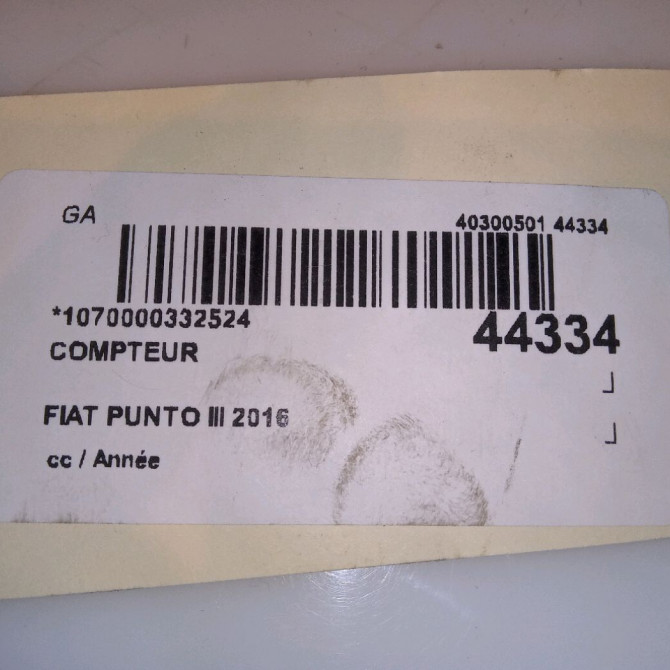 GA
40300501 44334
*1070000332524
44334
COMPTEUR
FIAT PUNTO III 2016
cc / Année